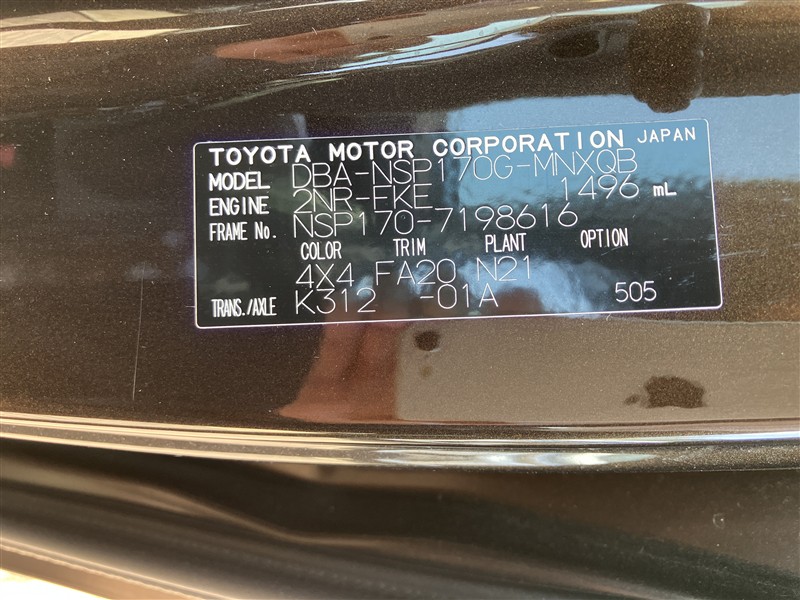 TOYOTA MOTOR CORPORATION JAPAN
MODEL DBA-NSP170G-MNXQB
ENGINE 2NR-FKE 1496 mL
FRAME No. NSP170-7198616
COLOR TRIM PLANT OPTION
4X4 FA20 N21
TRANS./AXLE K312 -01A 505